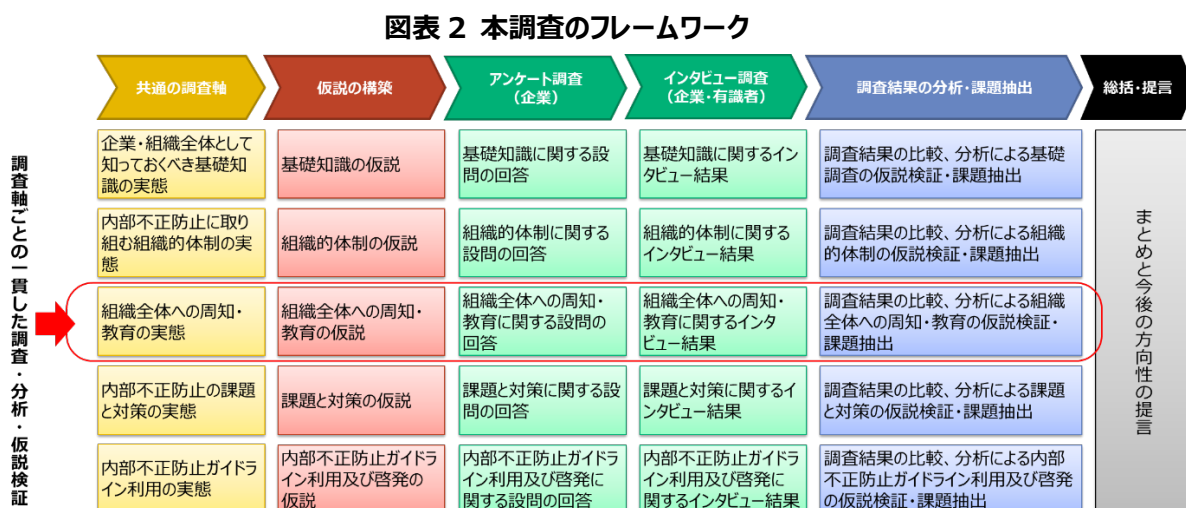 図表 2 本調査のフレームワーク
共通の調査軸
仮説の構築
アンケート調査
(企業)
インタビュー調査
(企業・有識者)
調査結果の分析・課題抽出
総括・提言
調査軸ごとの一貫した調査・分析・仮説検証
企業・組織全体として
知っておくべき基礎知
識の実態
基礎知識の仮説
基礎知識に関する設
問の回答
基礎知識に関するイン
タビュー結果
調査結果の比較、分析による基礎
調査の仮説検証・課題抽出
内部不正防止に取り
組む組織的体制の実
態
組織的体制の仮説
組織的体制に関する
設問の回答
組織的体制に関する
インタビュー結果
調査結果の比較、分析による組織
的体制の仮説検証・課題抽出
組織全体への周知・
教育の実態
組織全体への周知・
教育の仮説
組織全体への周知・
教育に関する設問の
回答
組織全体への周知・
教育に関するインタ
ビュー結果
調査結果の比較、分析による組織
全体への周知・教育の仮説検証・
課題抽出
内部不正防止の課題
と対策の実態
課題と対策の仮説
課題と対策に関する設
問の回答
課題と対策に関するイ
ンタビュー結果
調査結果の比較、分析による課題
と対策の仮説検証・課題抽出
内部不正防止ガイドラ
イン利用の実態
内部不正防止ガイドラ
イン利用及び啓発の
仮説
内部不正防止ガイドラ
イン利用及び啓発に
関する設問の回答
内部不正防止ガイドラ
イン利用及び啓発に
関するインタビュー結果
調査結果の比較、分析による内部
不正防止ガイドライン利用及び啓発
の仮説検証・課題抽出
まとめと今後の方向性の提言